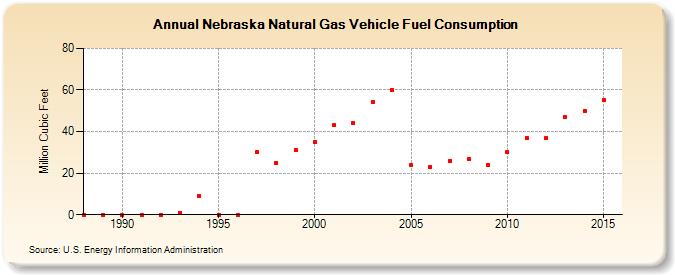 Annual Nebraska Natural Gas Vehicle Fuel Consumption
Million Cubic Feet
80
60
40
20
0
1990 1995 2000 2005 2010 2015
Source: U.S. Energy Information Administration